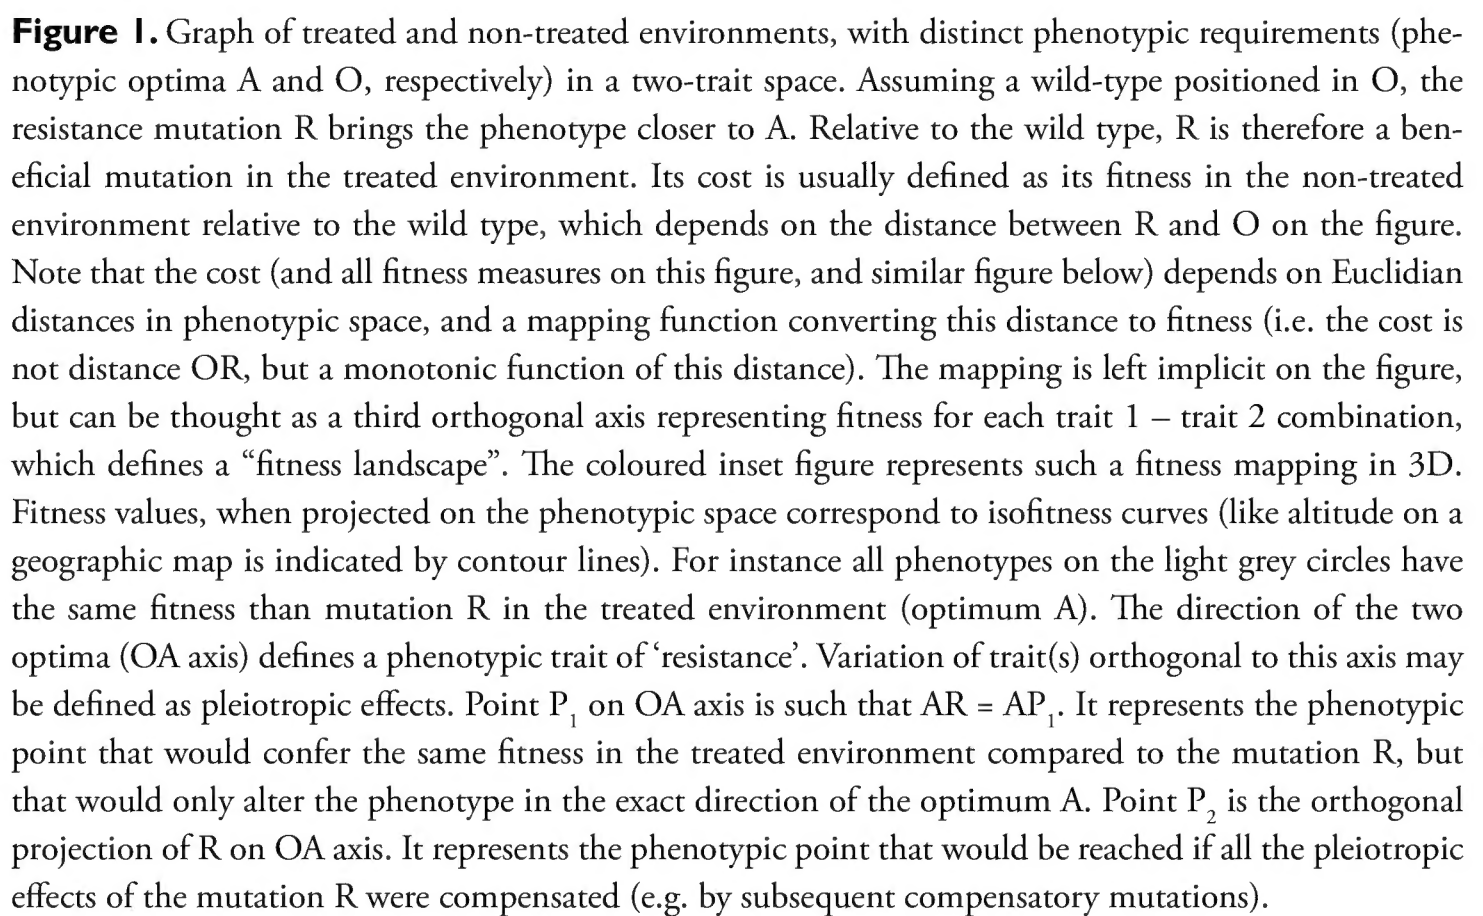 Figure 1. Graph of treated and non-treated environments, with distinct phenotypic requirements (phe-
notypic optima A and O, respectively) in a two-trait space. Assuming a wild-type positioned in O, the
resistance mutation R brings the phenotype closer to A. Relative to the wild type, R is therefore a ben-
eficial mutation in the treated environment. Its cost is usually defined as its fitness in the non-treated
environment relative to the wild type, which depends on the distance between R and O on the figure.
Note that the cost (and all fitness measures on this figure, and similar figure below) depends on Euclidian
distances in phenotypic space, and a mapping function converting this distance to fitness (i.e. the cost is
not distance OR, but a monotonic function of this distance). The mapping is left implicit on the figure,
but can be thought as a third orthogonal axis representing fitness for each trait 1 – trait 2 combination,
which defines a “fitness landscape”. The coloured inset figure represents such a fitness mapping in 3D.
Fitness values, when projected on the phenotypic space correspond to isofitness curves (like altitude on a
geographic map is indicated by contour lines). For instance all phenotypes on the light grey circles have
the same fitness than mutation R in the treated environment (optimum A). The direction of the two
optima (OA axis) defines a phenotypic trait of ‘resistance’. Variation of trait(s) orthogonal to this axis may
be defined as pleiotropic effects. Point P1 on OA axis is such that AR = AP1. It represents the phenotypic
point that would confer the same fitness in the treated environment compared to the mutation R, but
that would only alter the phenotype in the exact direction of the optimum A. Point P2 is the orthogonal
projection of R on OA axis. It represents the phenotypic point that would be reached if all the pleiotropic
effects of the mutation R were compensated (e.g. by subsequent compensatory mutations).